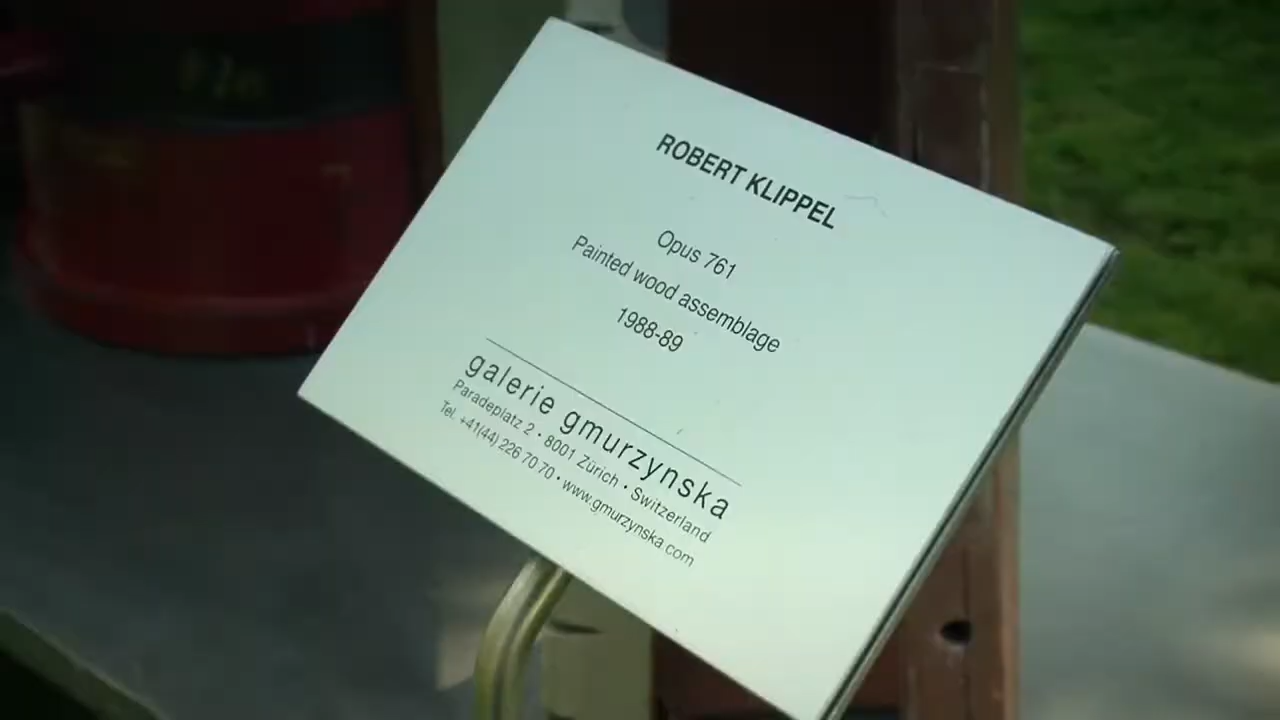 ROBERT KLIPPEL
Opus 761
Painted wood assemblage
1988-89
galerie gmurzynska
Paradeplatz 2 · 8001 Zürich · Switzerland
Tel. +41(44) 226 70 70 · www.gmurzynska.com